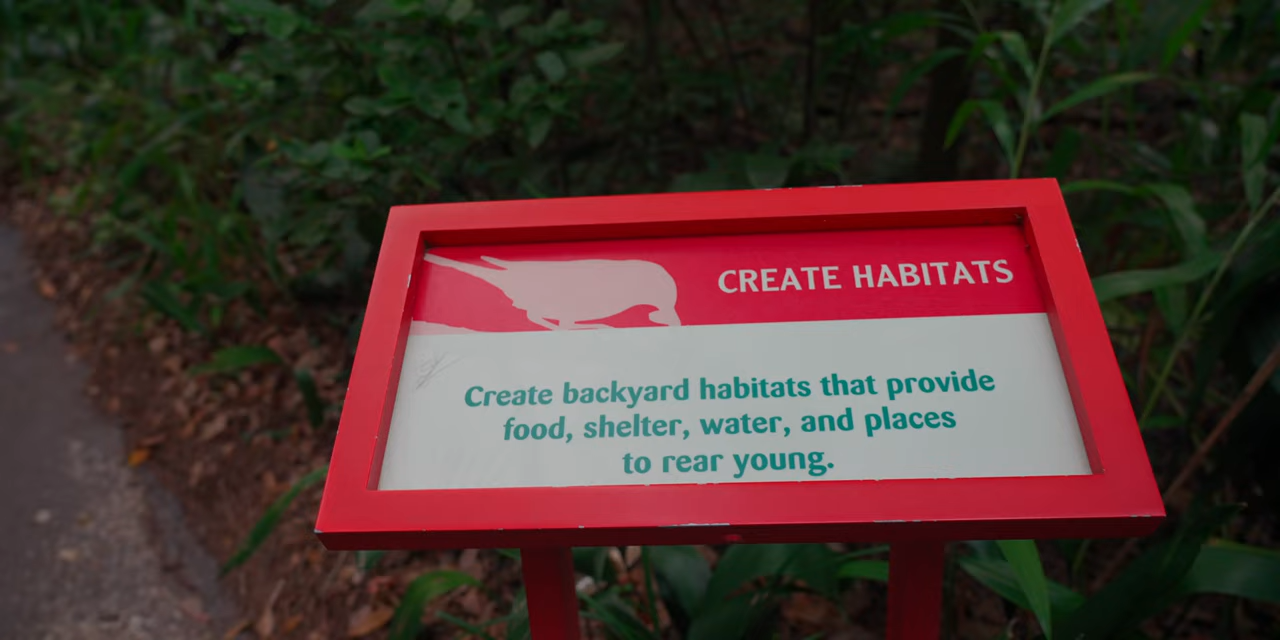 CREATE HABITATS
Create backyard habitats that provide
food, shelter, water, and places
to rear young.